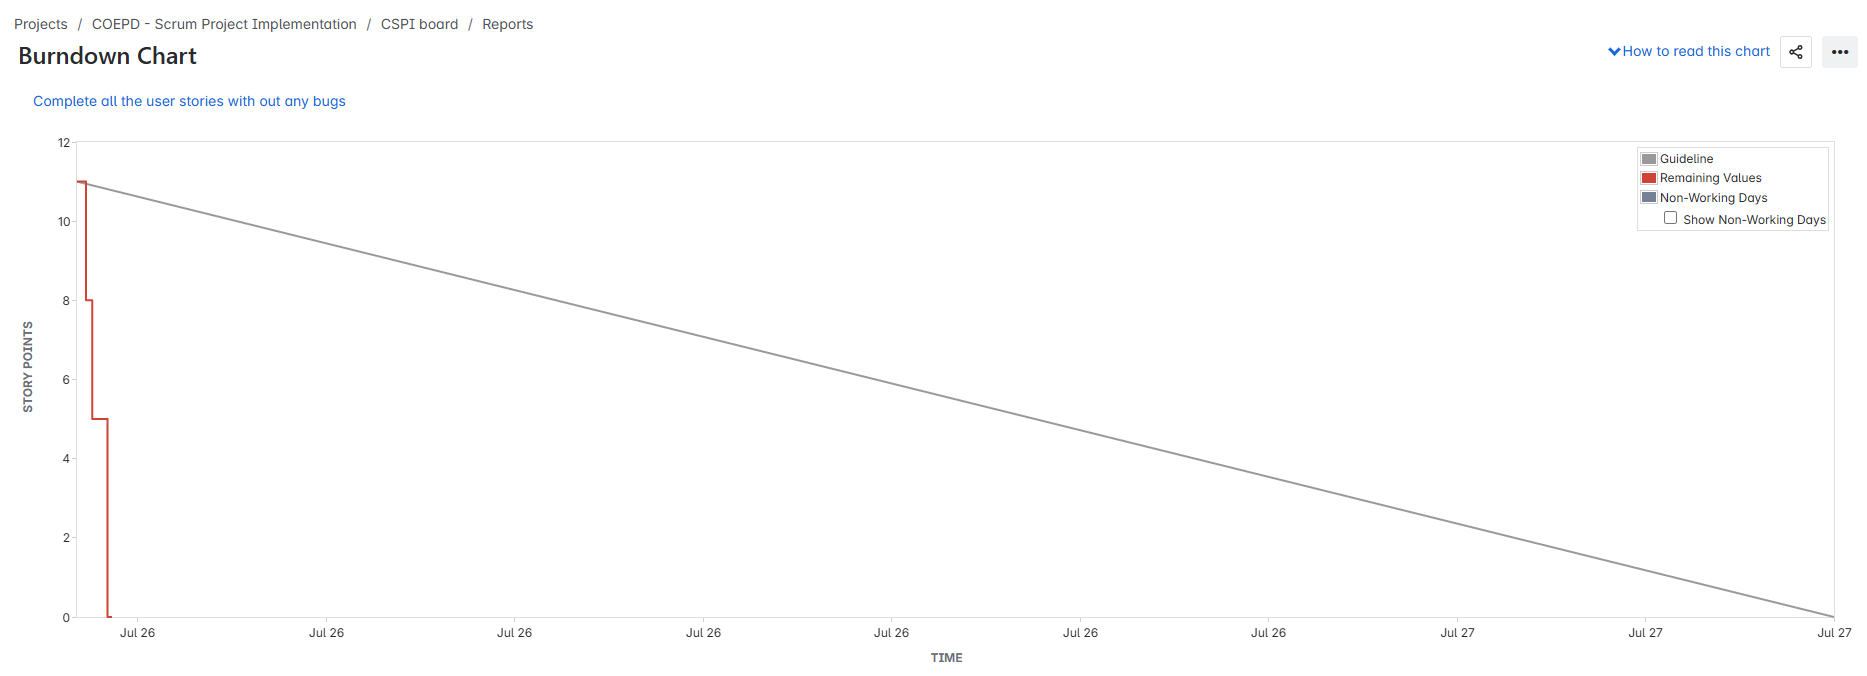 Projects / COEPD - Scrum Project Implementation / CSPI board / Reports
Burndown Chart
How to read this chart
Complete all the user stories with out any bugs
12
10
8
6
4
2
0
STORY POINTS
Guideline
Remaining Values
Non-Working Days
Show Non-Working Days
Jul 26 Jul 26 Jul 26 Jul 26 Jul 26 Jul 26 Jul 26 Jul 27 Jul 27 Jul 27
TIME